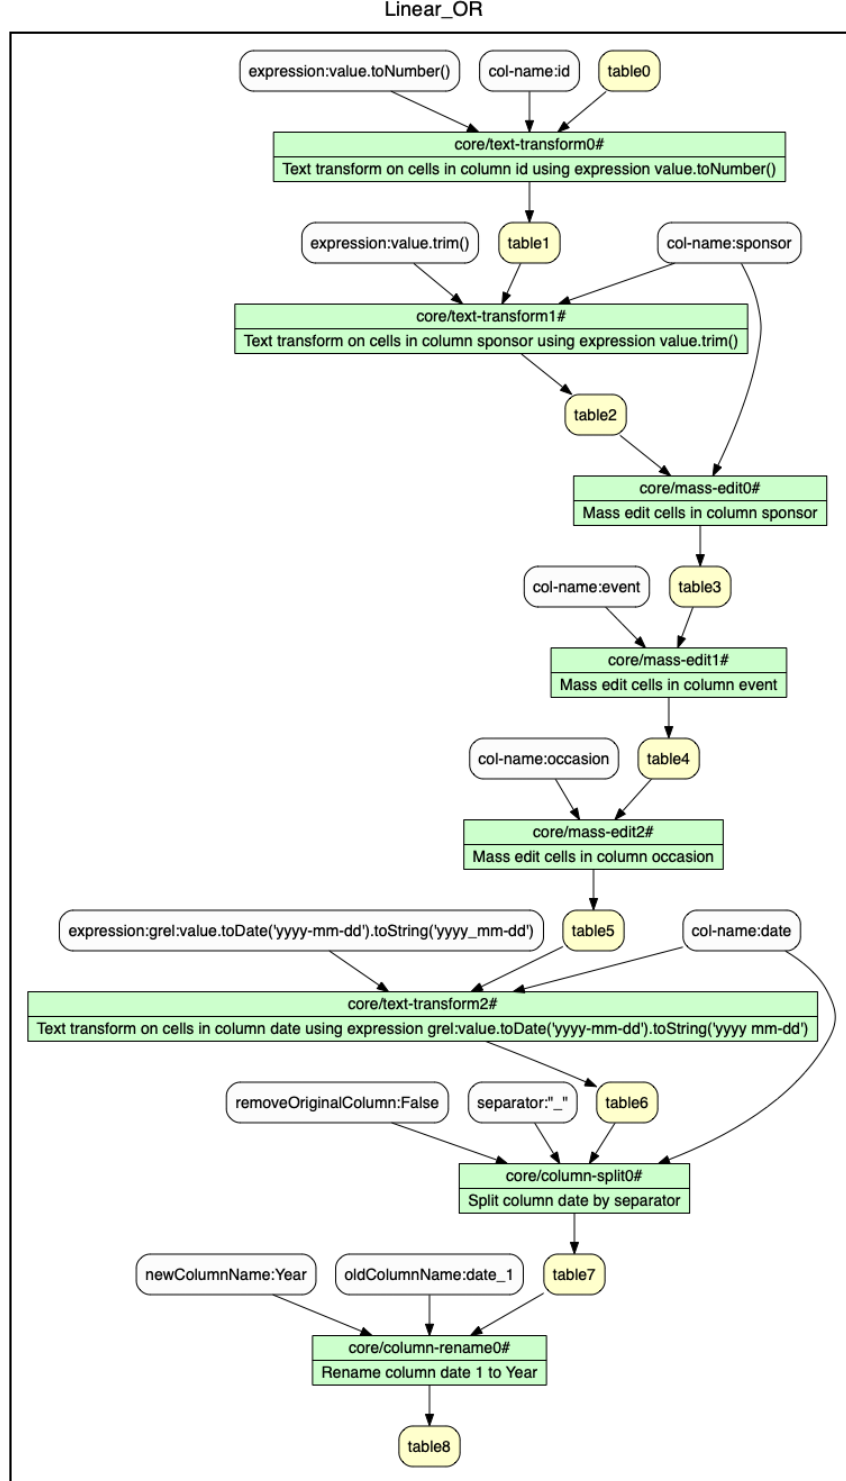 Linear_OR
expression:value.toNumber()
col-name:id
table0
core/text-transform0#
Text transform on cells in column id using expression value.toNumber()
expression:value.trim()
table1
col-name:sponsor
core/text-transform1#
Text transform on cells in column sponsor using expression value.trim()
table2
core/mass-edit0#
Mass edit cells in column sponsor
col-name:event
table3
core/mass-edit1#
Mass edit cells in column event
col-name:occasion
table4
core/mass-edit2#
Mass edit cells in column occasion
expression:grel:value.toDate('yyyy-mm-dd').toString('yyyy_mm-dd')
table5
col-name:date
core/text-transform2#
Text transform on cells in column date using expression grel:value.toDate('yyyy-mm-dd').toString('yyyy mm-dd')
removeOriginalColumn:False
separator:"_"
table6
core/column-split0#
Split column date by separator
newColumnName:Year
oldColumnName:date_1
table7
core/column-rename0#
Rename column date 1 to Year
table8